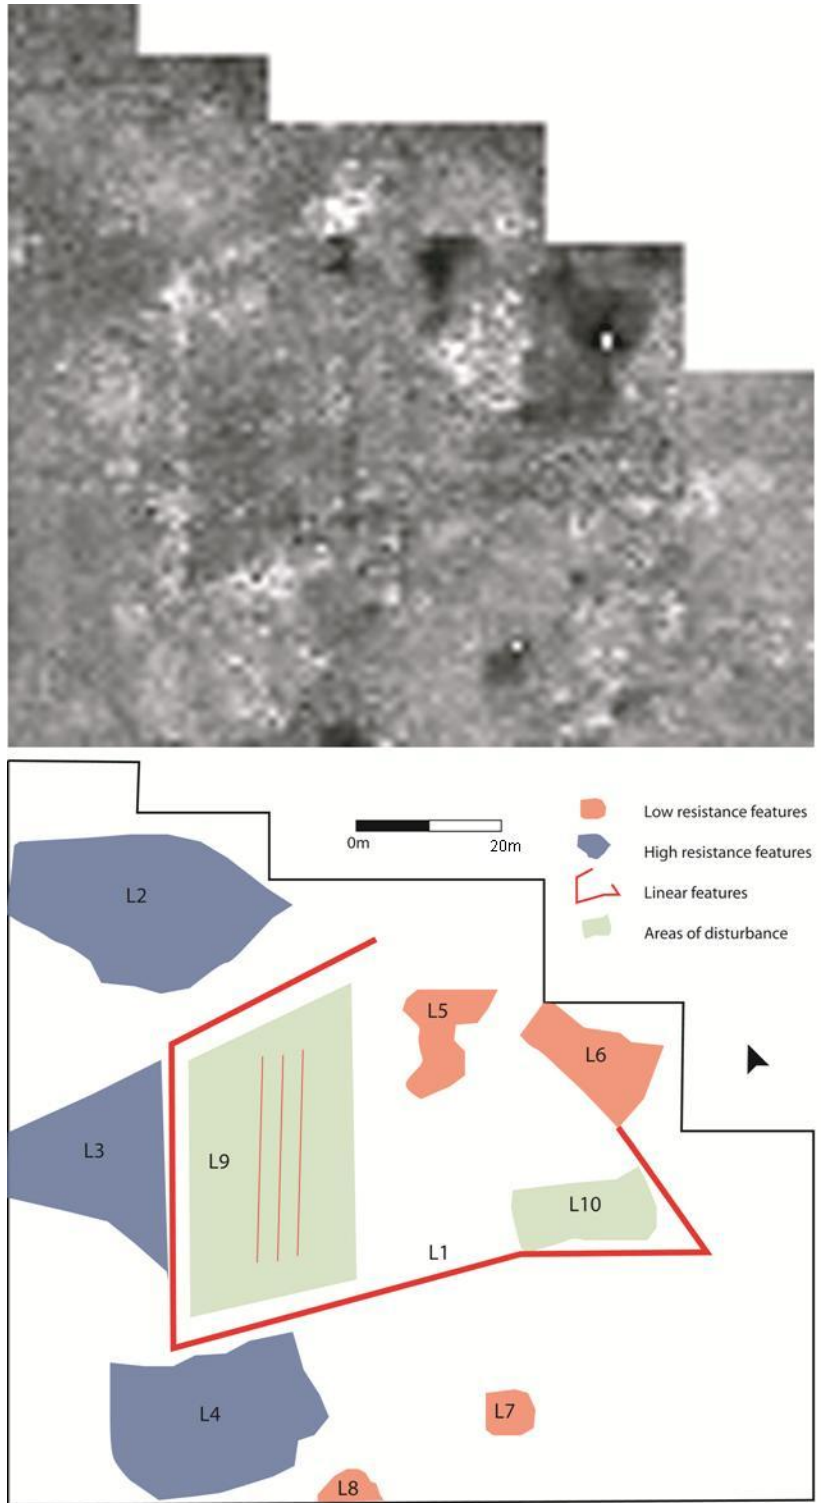 Low resistance features
0m
20m
High resistance features
L2
Linear features
Areas of disturbance
L5
L6
L3
L9
L10
L1
L4
L7
L8